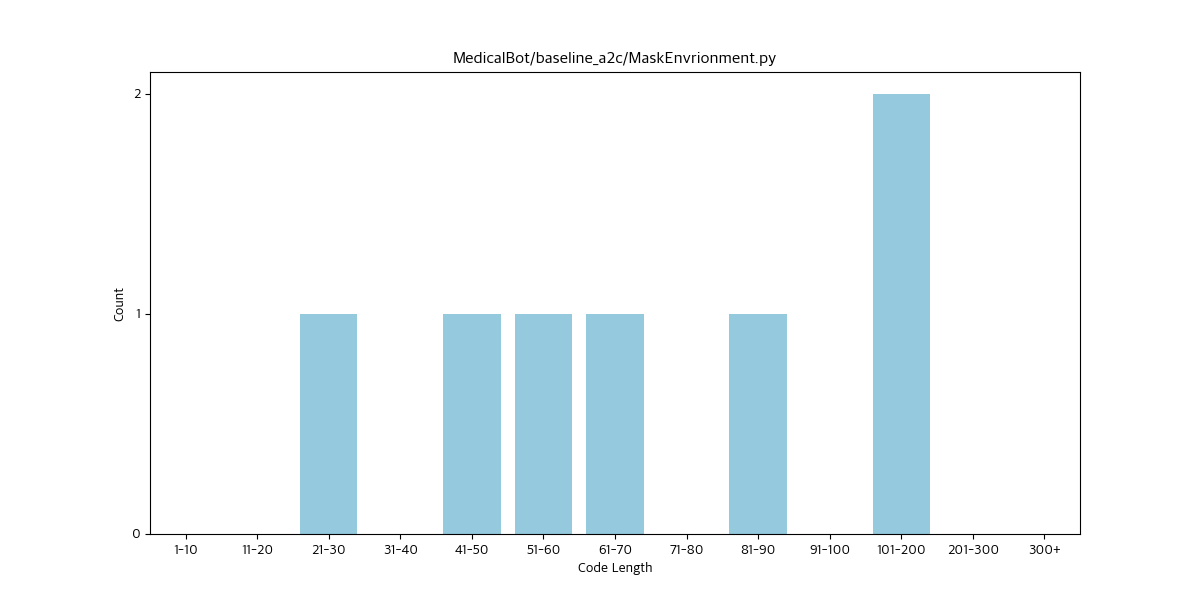 MedicalBot/baseline_a2c/MaskEnvrionment.py
2
1
0
Count
1-10 11-20 21-30 31-40 41-50 51-60 61-70 71-80 81-90 91-100 101-200 201-300 300+
Code Length